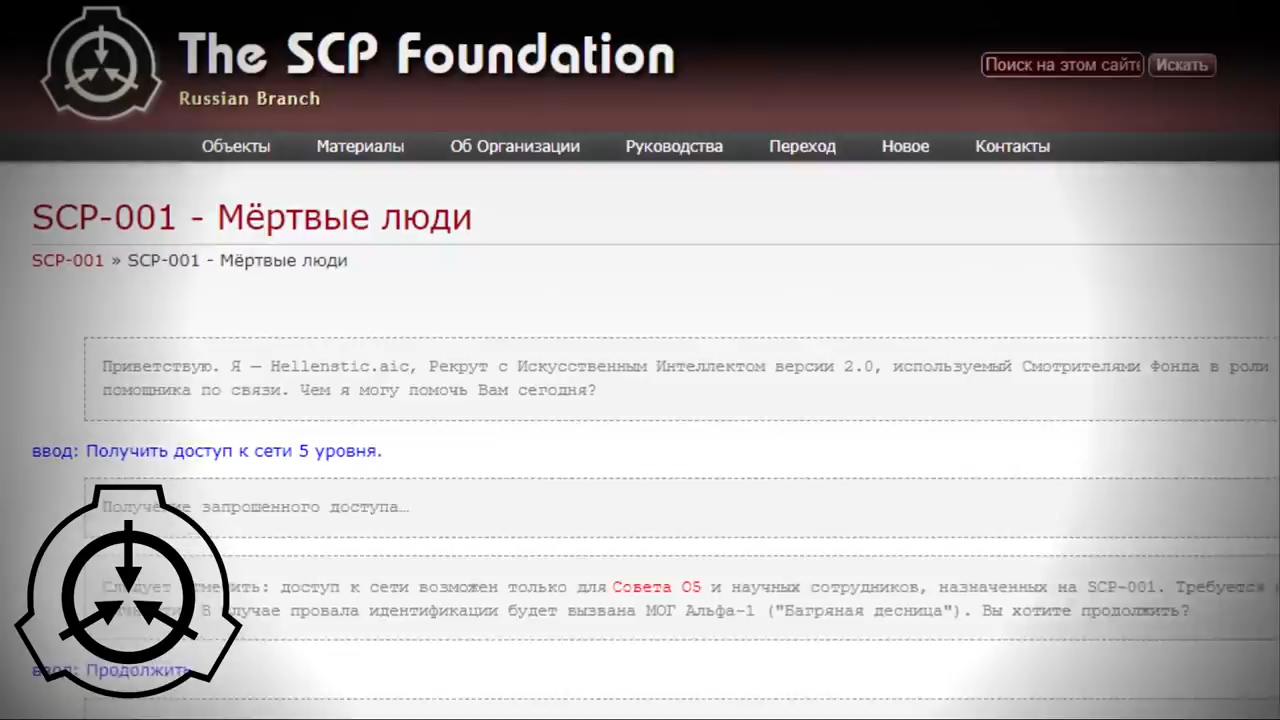 The SCP Foundation
Russian Branch
Поиск на этом сайте
Искать
Объекты Материалы Об Организации Руководства Переход Новое Контакты
SCP-001 - Мёртвые люди
SCP-001 » SCP-001 - Мёртвые люди
Приветствую. Я — Hellenstic.aic, Рекрут с Искусственным Интеллектом версии 2.0, используемый Смотрителями Фонда в роли
помощника по связи. Чем я могу помочь Вам сегодня?
ввод: Получить доступ к сети 5 уровня.
Получение запрошенного доступа…
Следует отметить: доступ к сети возможен только для Совета О5 и научных сотрудников, назначенных на SCP-001. Требуется
В случае провала идентификации будет вызвана МОГ Альфа-1 ("Багряная десница"). Вы хотите продолжить?
ввод: Продолжить